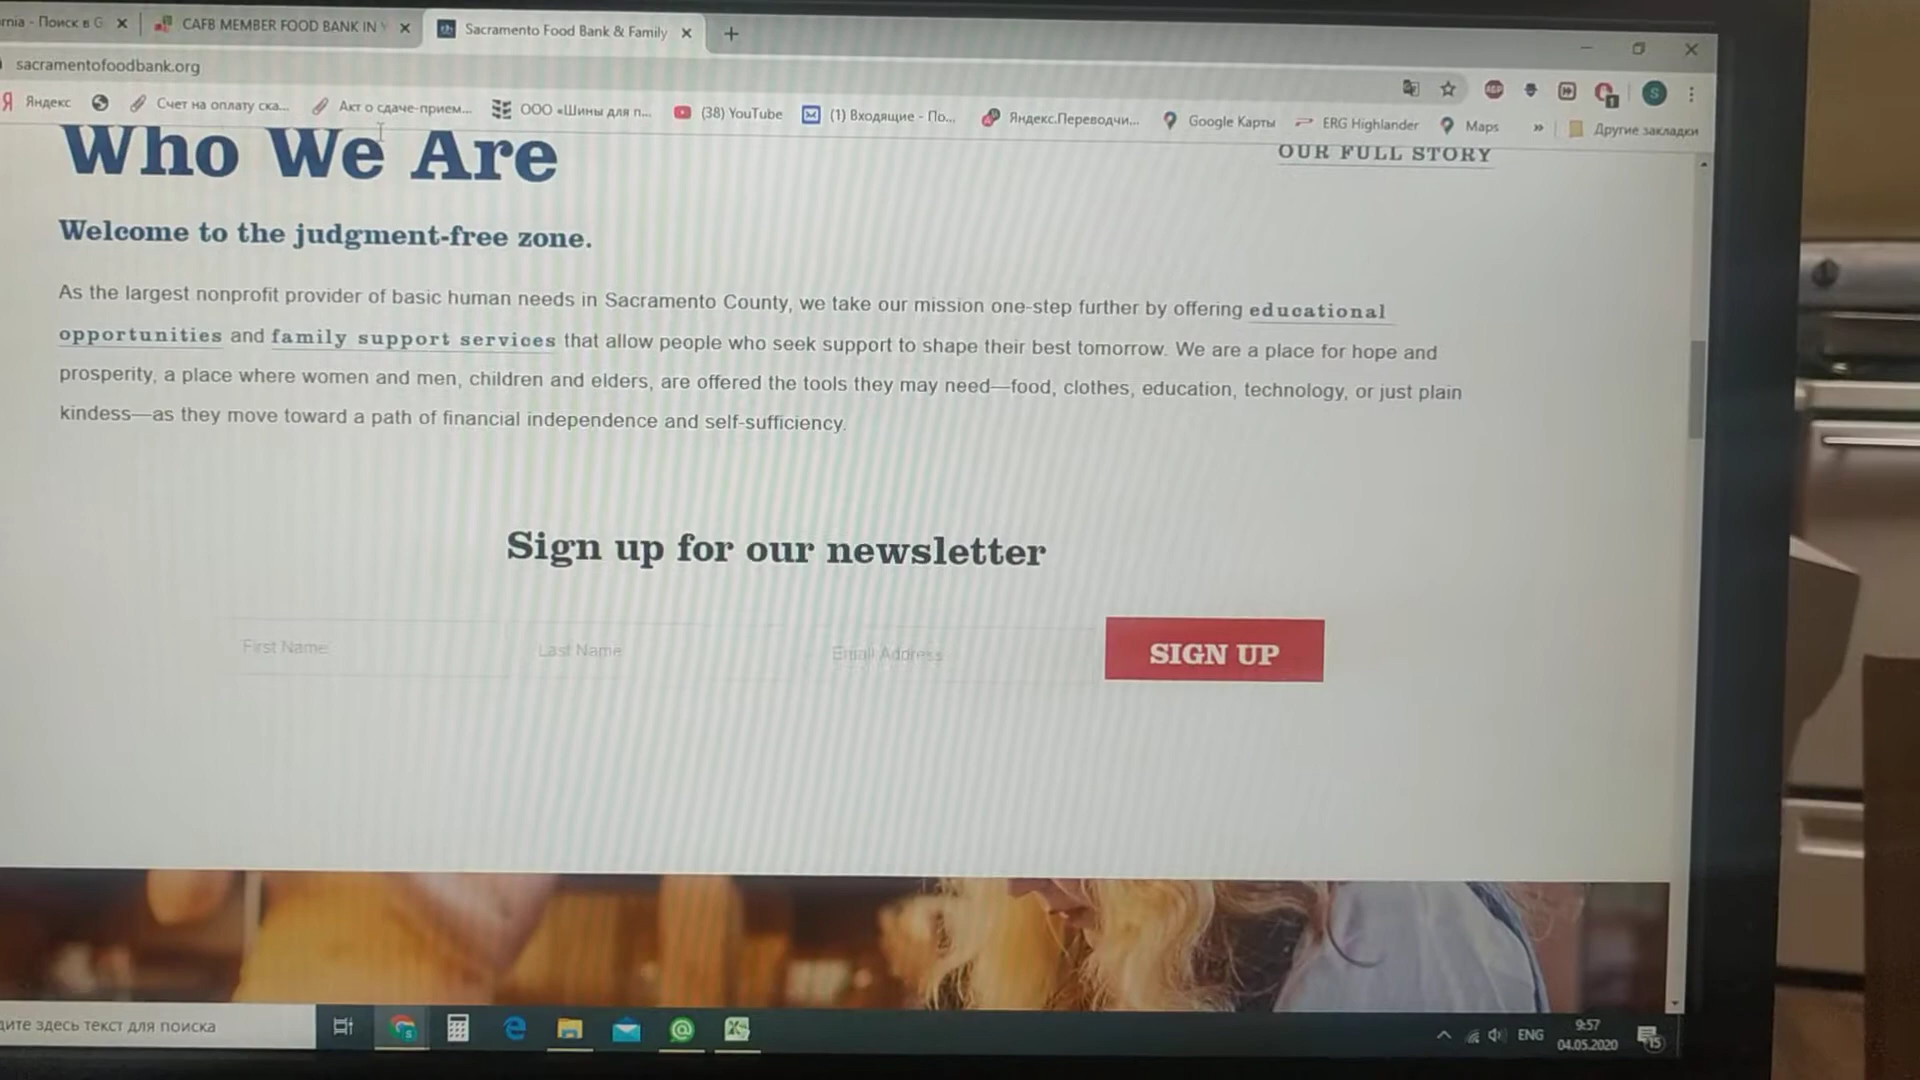 rnia - Поиск в G
CAFB MEMBER FOOD BANK IN
Sacramento Food Bank & Family
sacramentofoodbank.org
Яндекс
Счет на оплату ска...
Акт о сдаче-прием...
ООО «Шины для п...
(38) YouTube
(1) Входящие - По...
Яндекс.Переводчи...
Google Карты
ERG Highlander
Maps
»
Другие закладки
Who We Are
OUR FULL STORY
Welcome to the judgment-free zone.
As the largest nonprofit provider of basic human needs in Sacramento County, we take our mission one-step further by offering educational
opportunities and family support services that allow people who seek support to shape their best tomorrow. We are a place for hope and
prosperity, a place where women and men, children and elders, are offered the tools they may need—food, clothes, education, technology, or just plain
kindess—as they move toward a path of financial independence and self-sufficiency.
Sign up for our newsletter
First Name
Last Name
Email Address
SIGN UP
дите здесь текст для поиска
ENG
9:57
04.05.2020
15